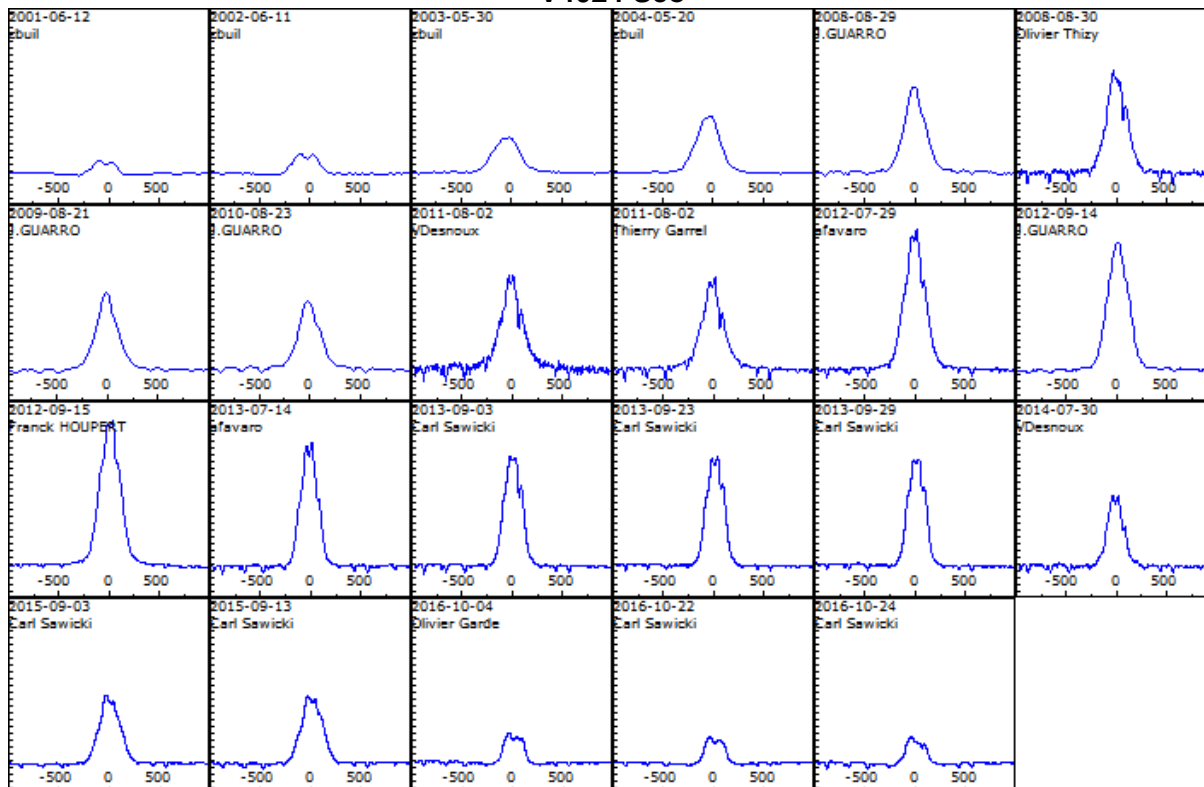 2001-06-12 2002-06-11 2003-05-30 2004-05-20 2008-08-29 2008-08-30
cbuil cbuil cbuil cbuil J.GUARRO Olivier Thizy
-500 0 500 -500 0 500 -500 0 500 -500 0 500 -500 0 500 -500 0 500
2009-08-21 2010-08-23 2011-08-02 2011-08-02 2012-07-29 2012-09-14
J.GUARRO J.GUARRO VDesnoux Thierry Garrel afavaro J.GUARRO
-500 0 500 -500 0 500 -500 0 500 -500 0 500 -500 0 500 -500 0 500
2012-09-15 2013-07-14 2013-09-03 2013-09-23 2013-09-29 2014-07-30
Franck HOUPERT afavaro Carl Sawicki Carl Sawicki Carl Sawicki VDesnoux
-500 0 500 -500 0 500 -500 0 500 -500 0 500 -500 0 500 -500 0 500
2015-09-03 2015-09-13 2016-10-04 2016-10-22 2016-10-24
Carl Sawicki Carl Sawicki Olivier Garde Carl Sawicki Carl Sawicki
-500 0 500 -500 0 500 -500 0 500 -500 0 500 -500 0 500